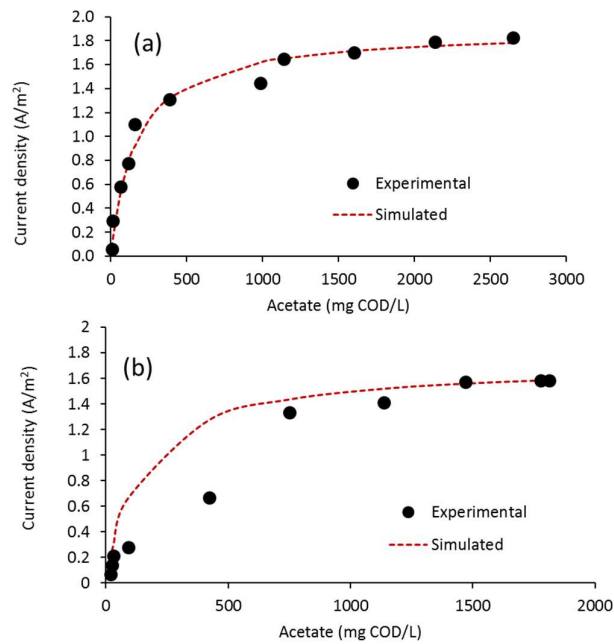 (a)
Current density (A/m²)
2.0
1.8
1.6
1.4
1.2
1.0
0.8
0.6
0.4
0.2
0.0
Experimental
Simulated
0 500 1000 1500 2000 2500 3000
Acetate (mg COD/L)
(b)
Current density (A/m²)
2
1.8
1.6
1.4
1.2
1
0.8
0.6
0.4
0.2
0
Experimental
Simulated
0 500 1000 1500 2000
Acetate (mg COD/L)